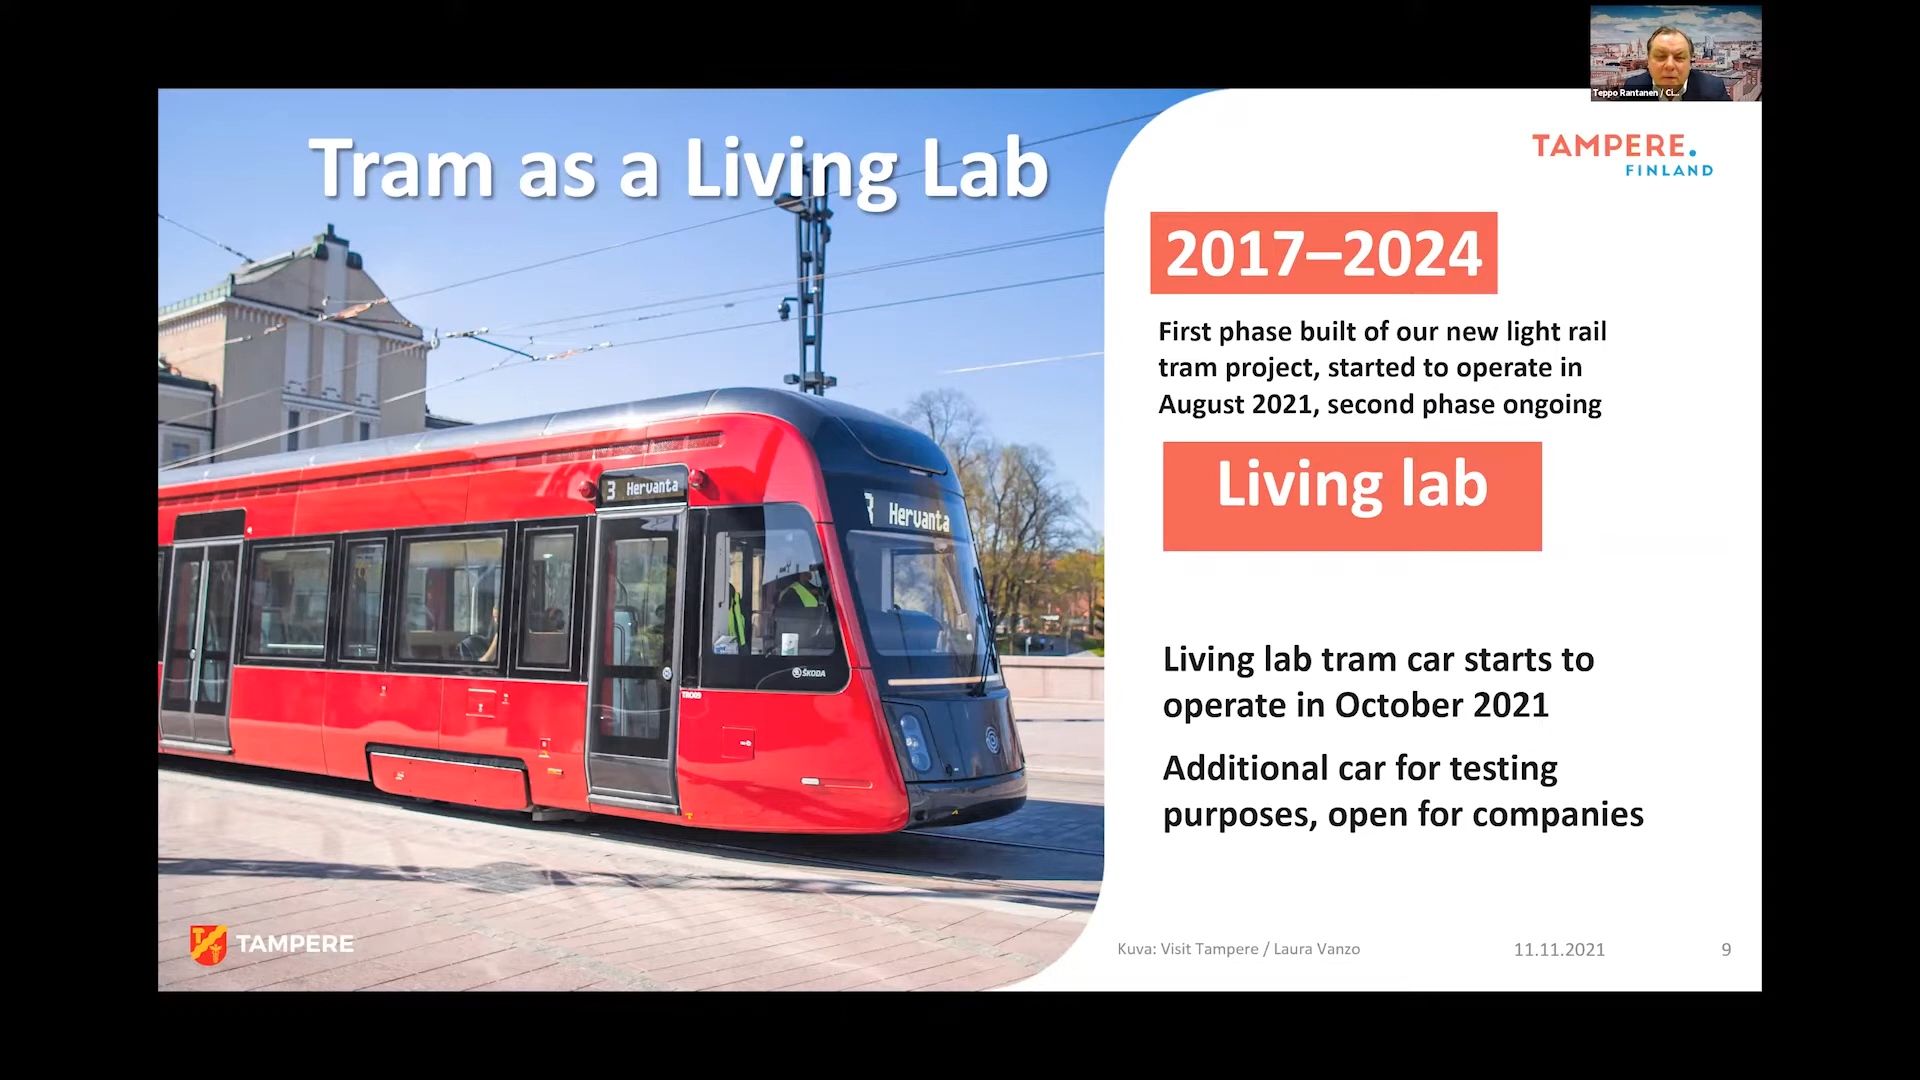 Teppo Rantanen / Ci...
Tram as a Living Lab
TAMPERE.
FINLAND
2017–2024
First phase built of our new light rail
tram project, started to operate in
August 2021, second phase ongoing
Living lab
3 Hervanta
3 Hervanta
ŠKODA
Living lab tram car starts to
operate in October 2021
Additional car for testing
purposes, open for companies
TAMPERE
Kuva: Visit Tampere / Laura Vanzo
11.11.2021
9